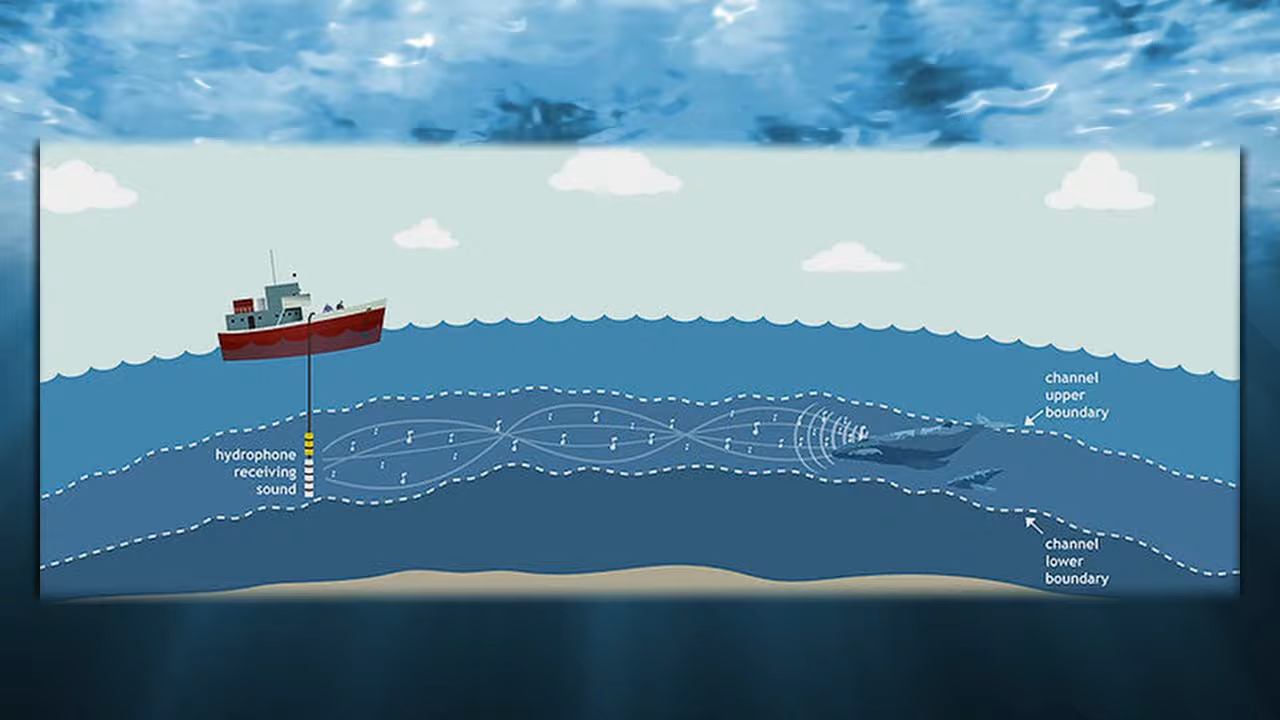 channel
upper
boundary
hydrophone
receiving
sound
channel
lower
boundary